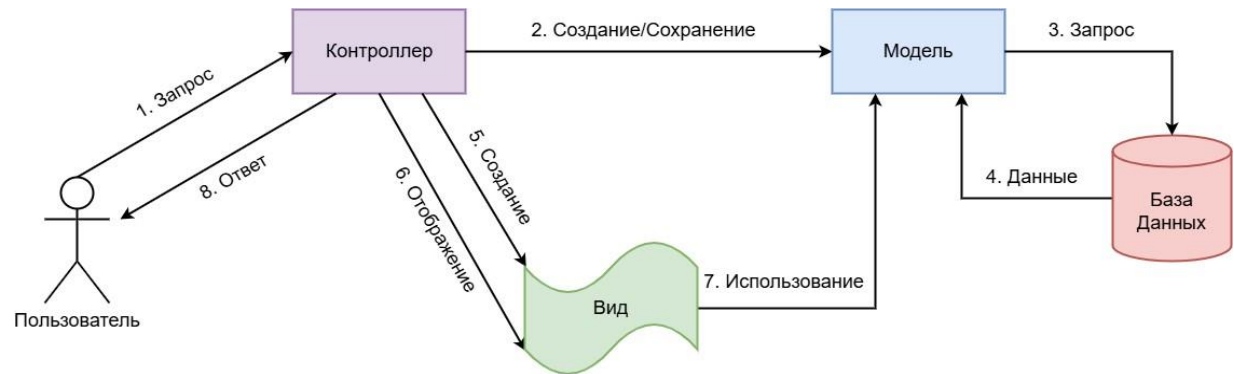 Контроллер
2. Создание/Сохранение
Модель
3. Запрос
1. Запрос
8. Ответ
5. Создание
6. Отображение
4. Данные
База
Данных
7. Использование
Вид
Пользователь